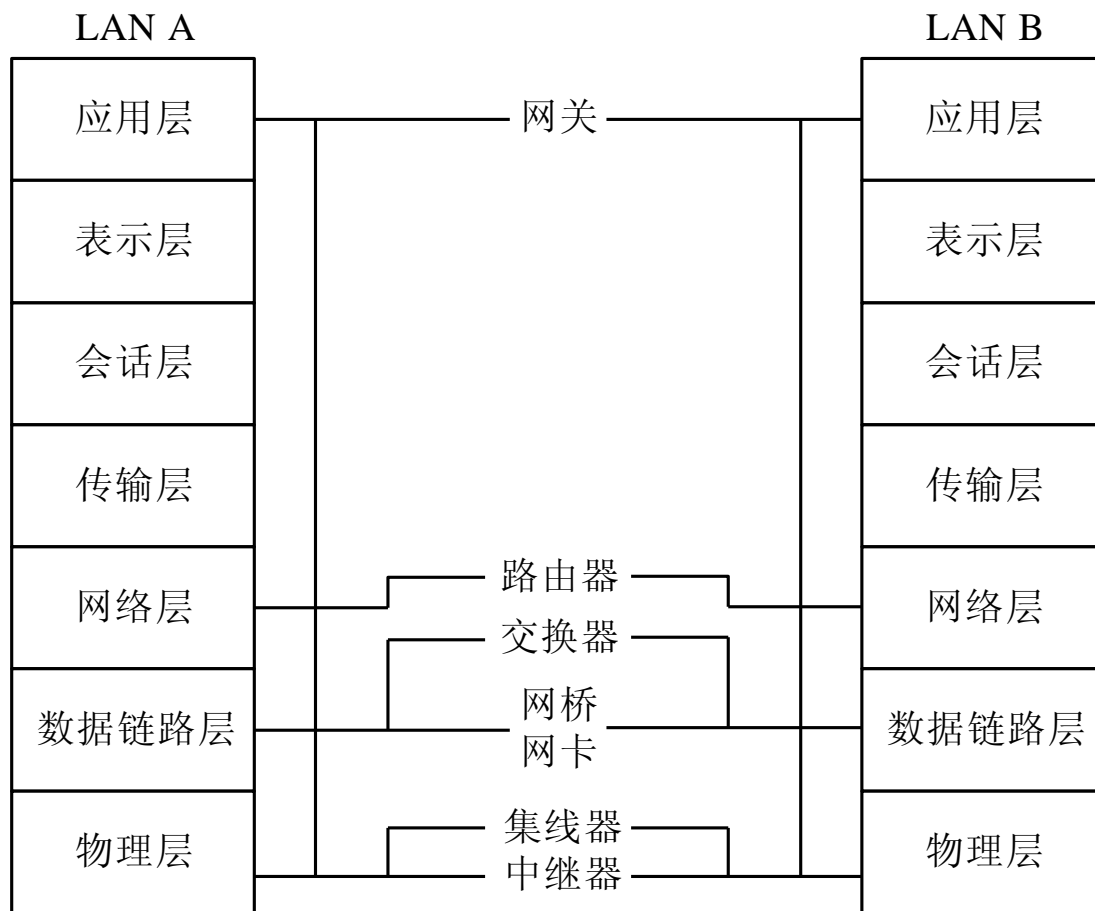 LAN A
LAN B
应用层
网关
应用层
表示层
表示层
会话层
会话层
传输层
传输层
路由器
网络层
网络层
交换器
网桥
数据链路层
数据链路层
网卡
集线器
物理层
物理层
中继器